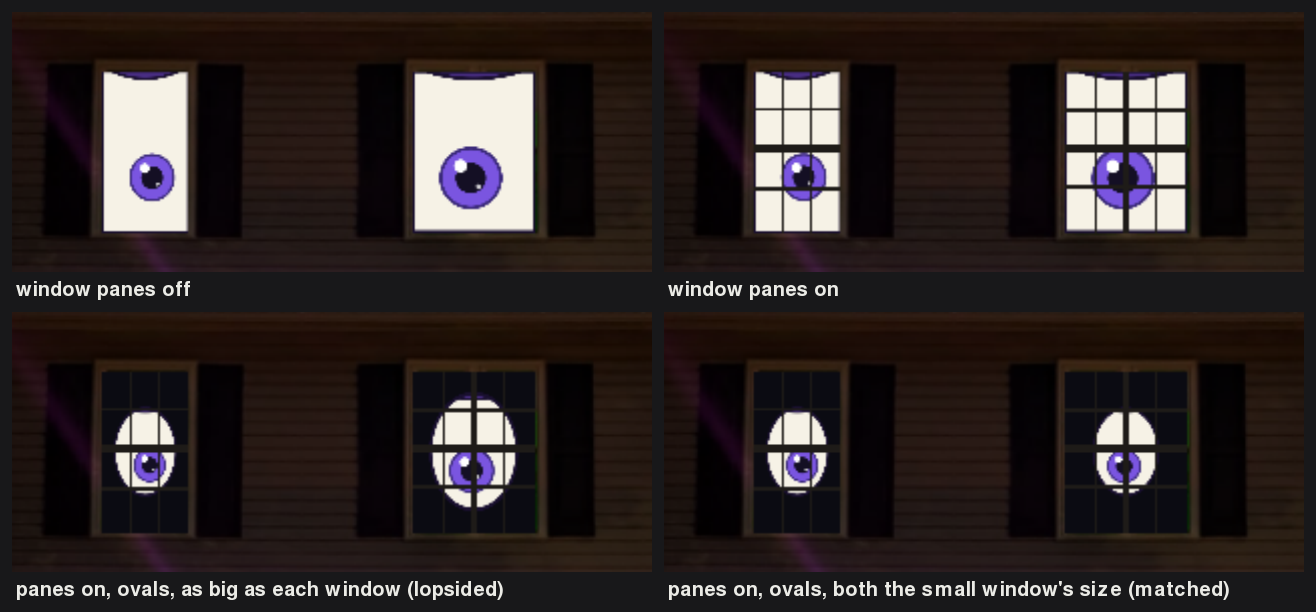 window panes off
window panes on
panes on, ovals, as big as each window (lopsided)
panes on, ovals, both the small window's size (matched)